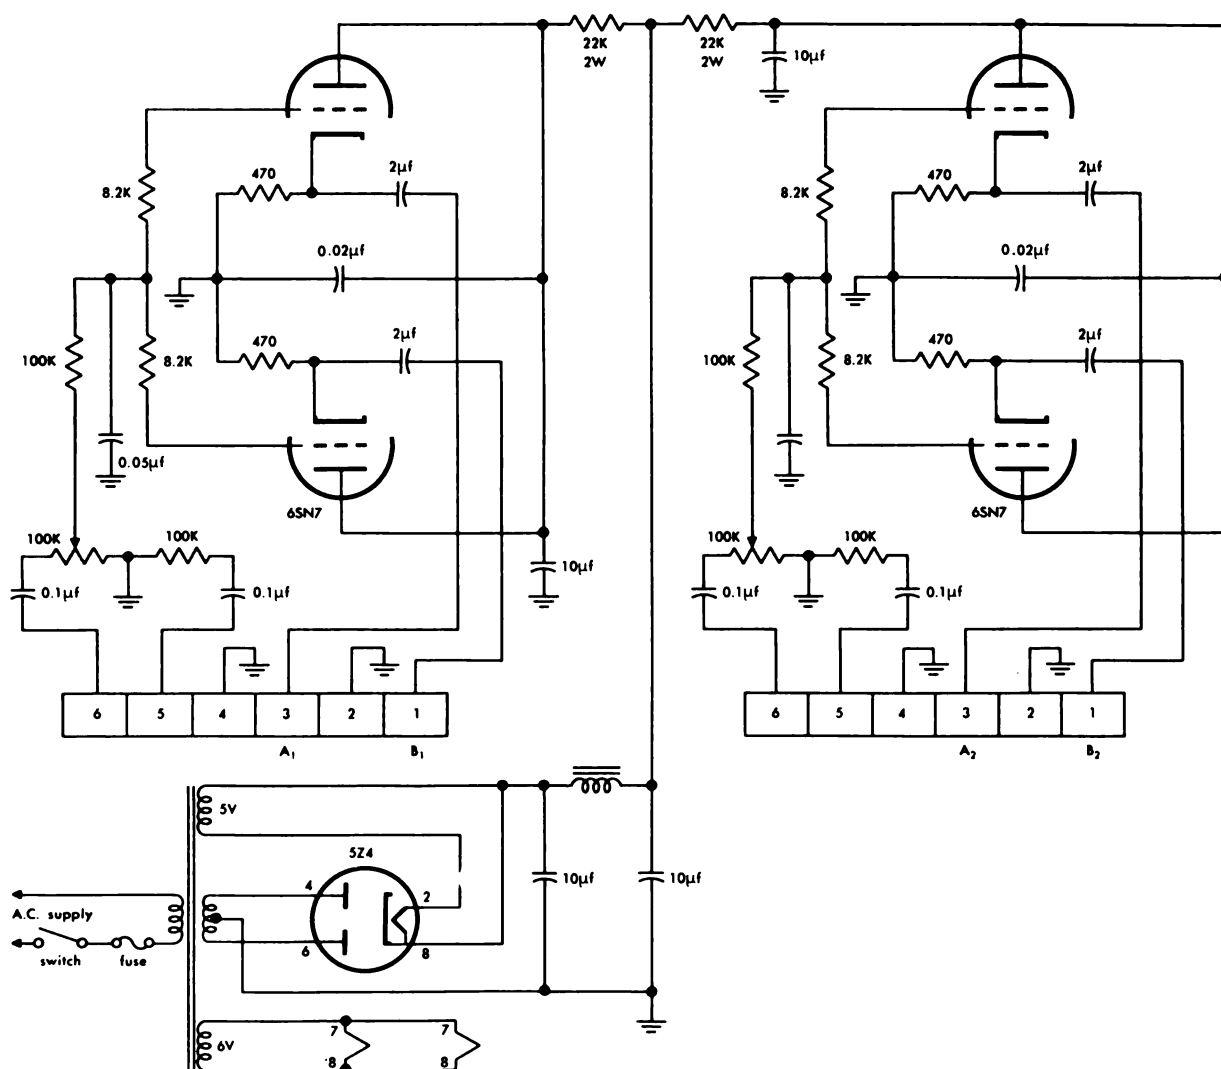 22K
2W
22K
2W
10µf
8.2K
470
2µf
0.02µf
100K
8.2K
470
2µf
0.05µf
6SN7
100K
100K
0.1µf
0.1µf
10µf
6 5 4 3 2 1
A₁ B₁
8.2K
470
2µf
0.02µf
100K
8.2K
470
2µf
6SN7
100K
100K
0.1µf
0.1µf
6 5 4 3 2 1
A₂ B₂
5V
5Z4
4
2
6
8
10µf
10µf
A.C. supply
switch
fuse
6V
7
8
7
8